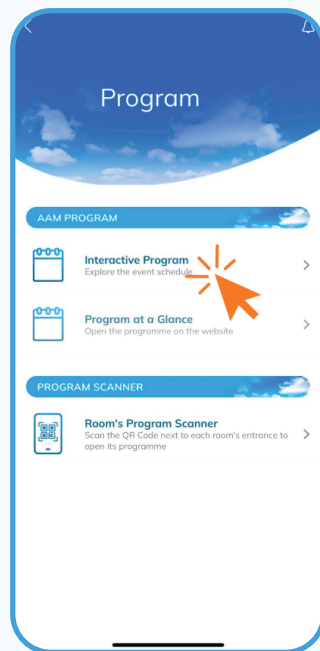 Program
AAM PROGRAM
Interactive Program
Explore the event schedule
Program at a Glance
Open the programme on the website
PROGRAM SCANNER
Room's Program Scanner
Scan the QR Code next to each room's entrance to
open its programme